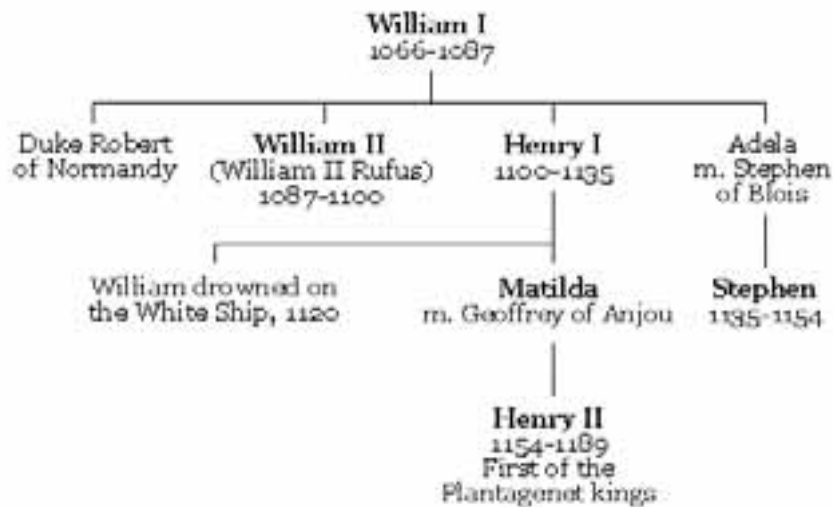 William I
1066-1087
Duke Robert
of Normandy
William II
(William II Rufus)
1087-1100
Henry I
1100-1135
Adela
m. Stephen
of Blois
William drowned on
the White Ship, 1120
Matilda
m. Geoffrey of Anjou
Stephen
1135-1154
Henry II
1154-1189
First of the
Plantagenet kings